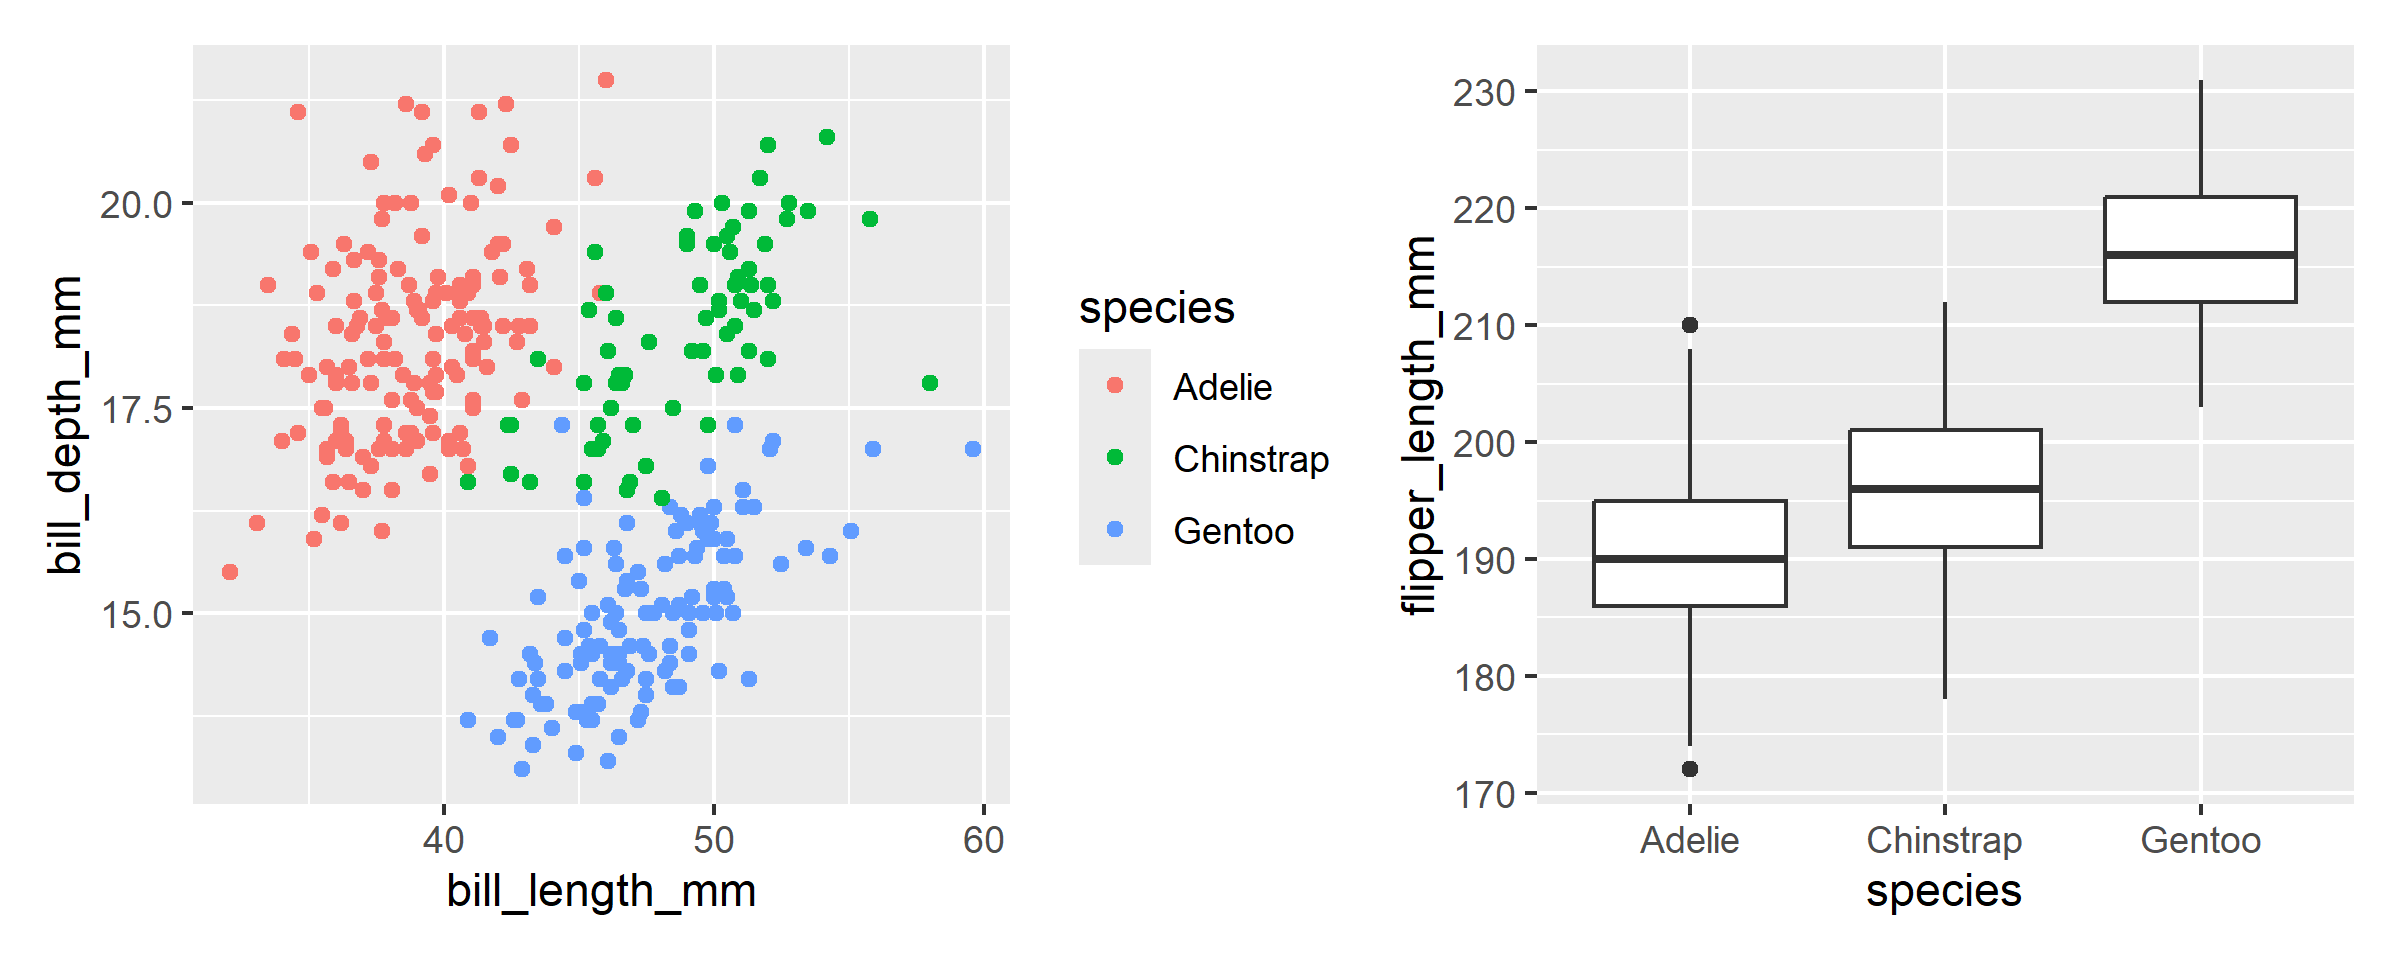 bill_depth_mm
20.0
17.5
15.0
40 50 60
bill_length_mm
species
Adelie
Chinstrap
Gentoo
flipper_length_mm
230
220
210
200
190
180
170
Adelie Chinstrap Gentoo
species